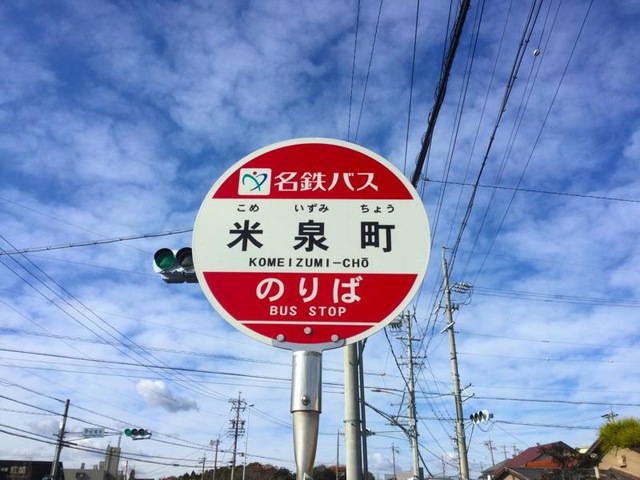 名鉄バス
こめ いずみ ちょう
米泉町
KOMEIZUMI-CHŌ
のりば
BUS STOP